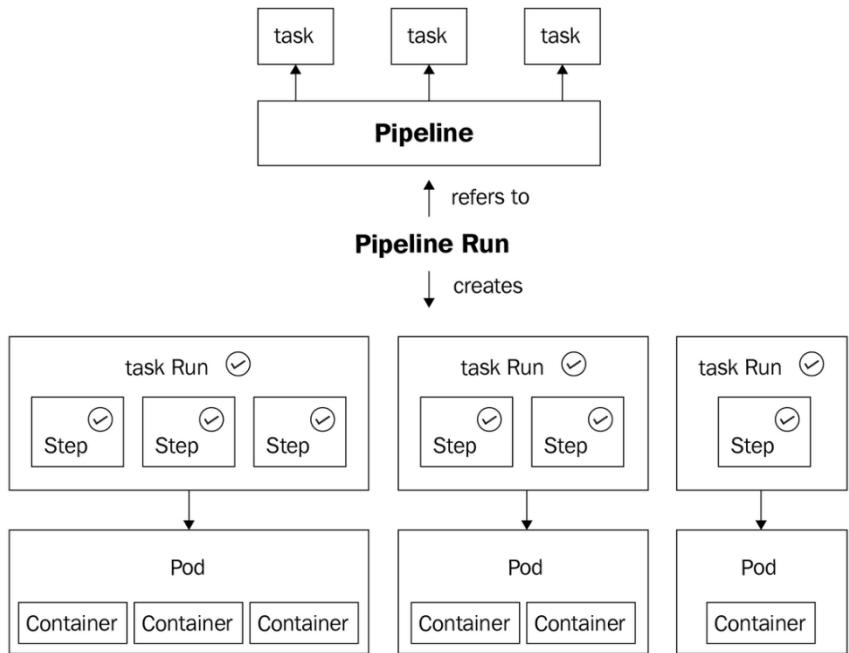 task task task
Pipeline
refers to
Pipeline Run
creates
task Run task Run task Run
Step Step Step Step Step Step
Pod Pod Pod
Container Container Container Container Container Container